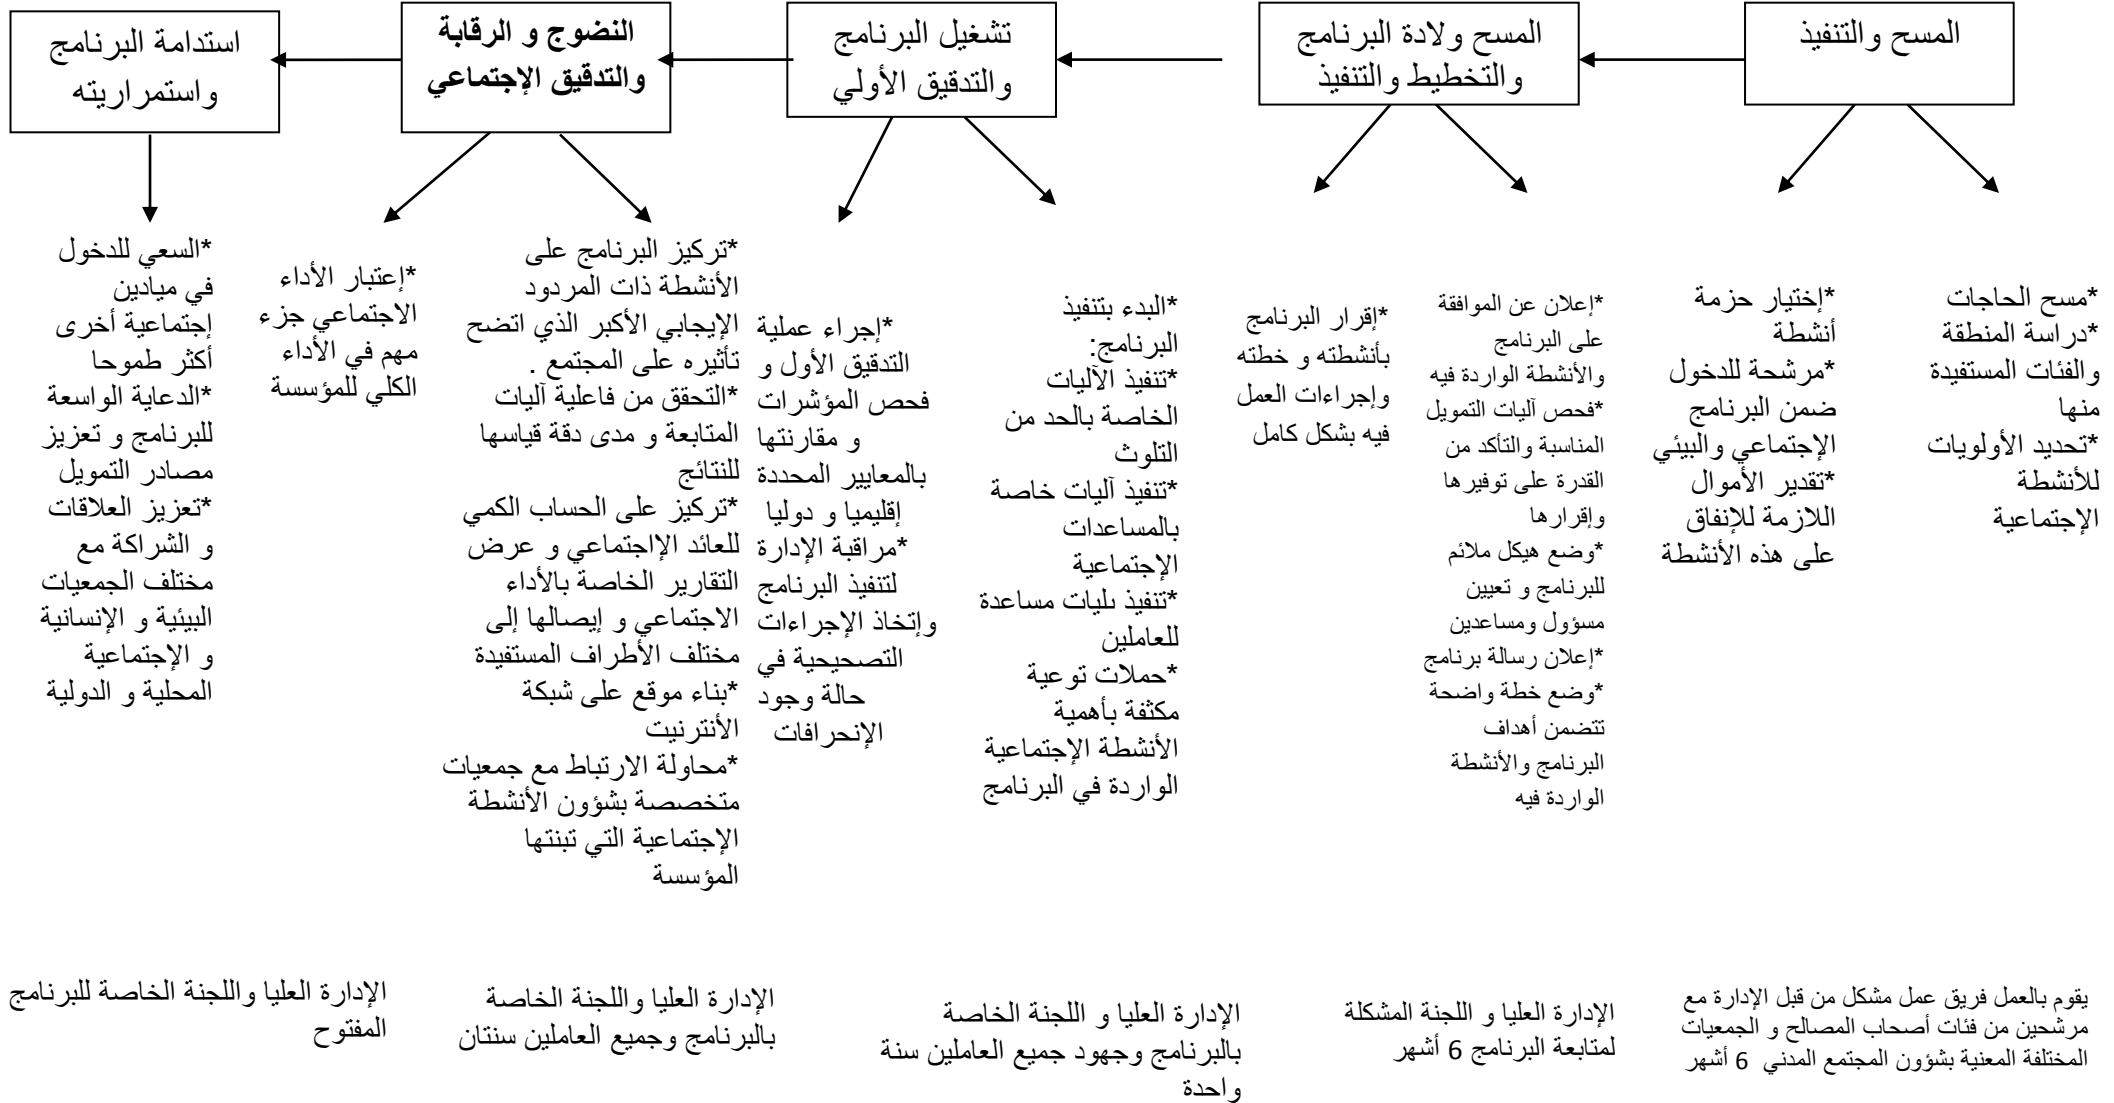 المسح والتنفيذ
المسح وولادة البرنامج
والتخطيط والتنفيذ
تشغيل البرنامج
والتدقيق الأولي
النضوج و الرقابة
والتدقيق الإجتماعي
استدامة البرنامج
واستمراريته
*مسح الحاجات
*دراسة المنطقة
والفئات المستفيدة
منها
*تحديد الأولويات
للأنشطة
الإجتماعية
*إختيار حزمة
أنشطة
*مرشحة للدخول
ضمن البرنامج
الإجتماعي والبيئي
*تقدير الأموال
اللازمة للإنفاق
على هذه الأنشطة
*إعلان عن الموافقة
على البرنامج
والأنشطة الواردة فيه
*فحص آليات التمويل
المناسبة والتأكد من
القدرة على توفيرها
وإقرارها
*وضع هيكل ملائم
للبرنامج و تعيين
مسؤول ومساعدين
*إعلان رسالة برنامج
*وضع خطة واضحة
تتضمن أهداف
البرنامج والأنشطة
الواردة فيه
*إقرار البرنامج
بأنشطته و خطته
وإجراءات العمل
فيه بشكل كامل
*البدء بتنفيذ
البرنامج:
*تنفيذ الآليات
الخاصة بالحد من
التلوث
*تنفيذ آليات خاصة
بالمساعدات
الإجتماعية
*تنفيذ بليات مساعدة
للعاملين
*حملات توعية
مكثفة بأهمية
الأنشطة الإجتماعية
الواردة في البرنامج
*إجراء عملية
التدقيق الأول و
فحص المؤشرات
و مقارنتها
بالمعايير المحددة
إقليميا و دوليا
*مراقبة الإدارة
لتنفيذ البرنامج
وإتخاذ الإجراءات
التصحيحية في
حالة وجود
الإنحرافات
*تركيز البرنامج على
الأنشطة ذات المردود
الإيجابي الأكبر الذي اتضح
تأثيره على المجتمع .
*التحقق من فاعلية آليات
المتابعة و مدى دقة قياسها
للنتائج
*تركيز على الحساب الكمي
للعائد الإاجتماعي و عرض
التقارير الخاصة بالأداء
الاجتماعي و إيصالها إلى
مختلف الأطراف المستفيدة
*بناء موقع على شبكة
الأنترنيت
*محاولة الارتباط مع جمعيات
متخصصة بشؤون الأنشطة
الإجتماعية التي تبنتها
المؤسسة
*إعتبار الأداء
الاجتماعي جزء
مهم في الأداء
الكلي للمؤسسة
*السعي للدخول
في ميادين
إجتماعية أخرى
أكثر طموحا
*الدعاية الواسعة
للبرنامج و تعزيز
مصادر التمويل
*تعزيز العلاقات
و الشراكة مع
مختلف الجمعيات
البيئية و الإنسانية
و الإجتماعية
المحلية و الدولية
يقوم بالعمل فريق عمل مشكل من قبل الإدارة مع
مرشحين من فئات أصحاب المصالح و الجمعيات
المختلفة المعنية بشؤون المجتمع المدني 6 أشهر
الإدارة العليا و اللجنة المشكلة
لمتابعة البرنامج 6 أشهر
الإدارة العليا و اللجنة الخاصة
بالبرنامج وجهود جميع العاملين سنة
واحدة
الإدارة العليا واللجنة الخاصة
بالبرنامج وجميع العاملين سنتان
الإدارة العليا واللجنة الخاصة للبرنامج
المفتوح